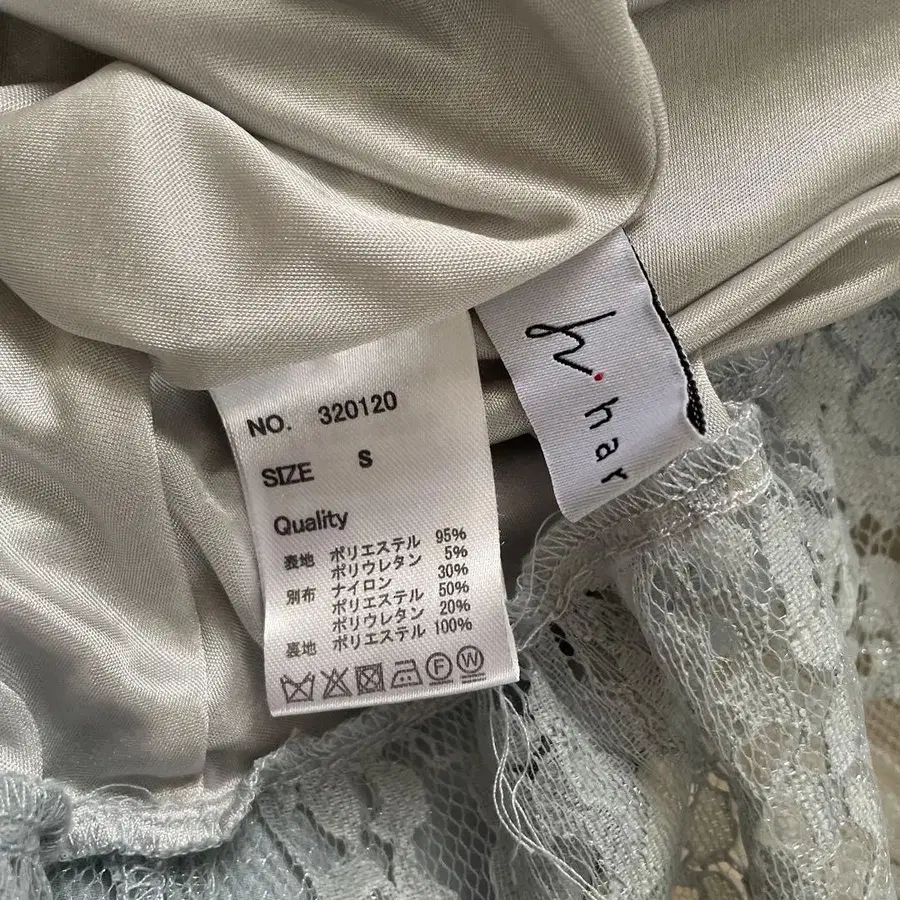 NO. 320120
SIZE S
Quality
表地 ポリエステル 95%
ポリウレタン 5%
別布 ナイロン 30%
ポリエステル 50%
ポリウレタン 20%
裏地 ポリエステル 100%
F W
h
har